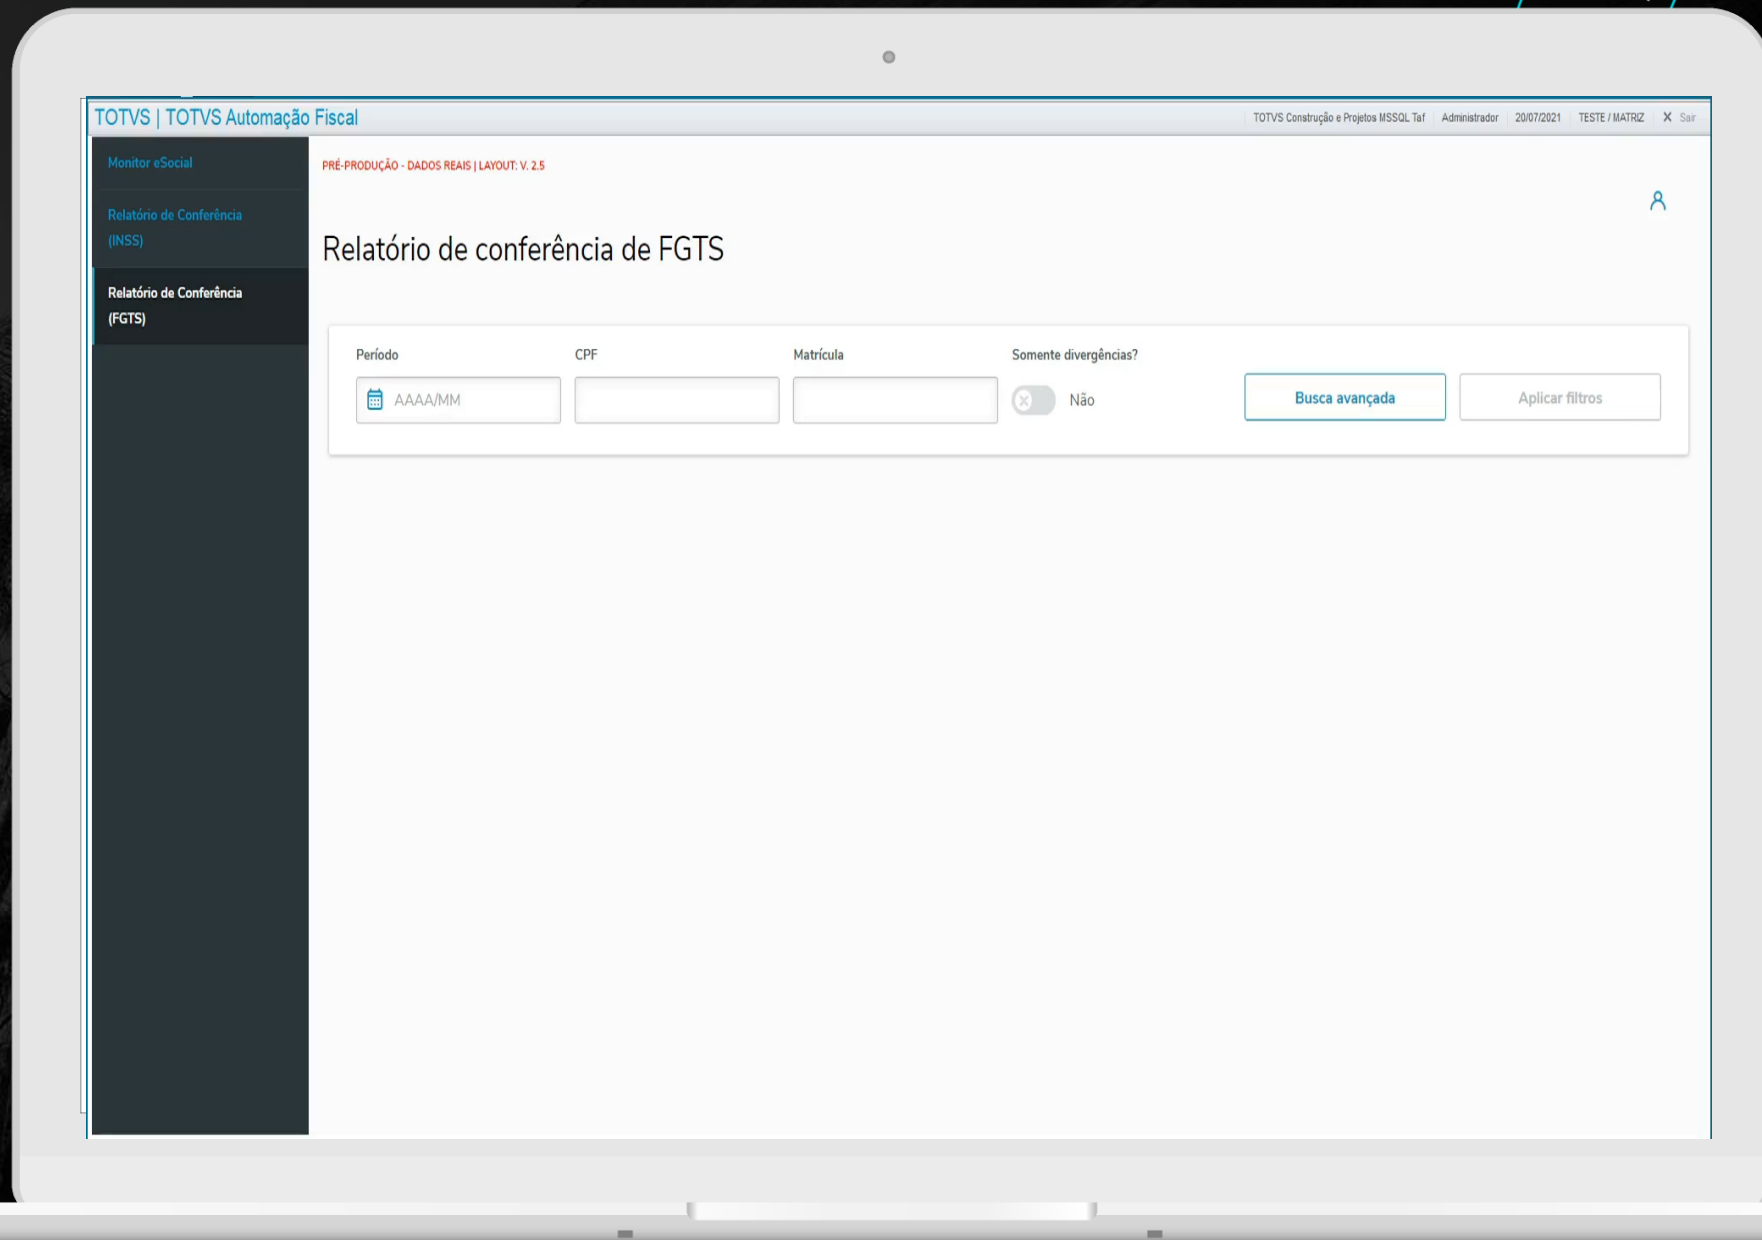 TOTVS | TOTVS Automação Fiscal
TOTVS Construção e Projetos MSSQL Taf Administrador 20/07/2021 TESTE / MATRIZ X Sair
Monitor eSocial
Relatório de Conferência
(INSS)
Relatório de Conferência
(FGTS)
PRÉ-PRODUÇÃO - DADOS REAIS | LAYOUT: V. 2.5
Relatório de conferência de FGTS
Período CPF Matrícula Somente divergências?
AAAA/MM Não Busca avançada Aplicar filtros